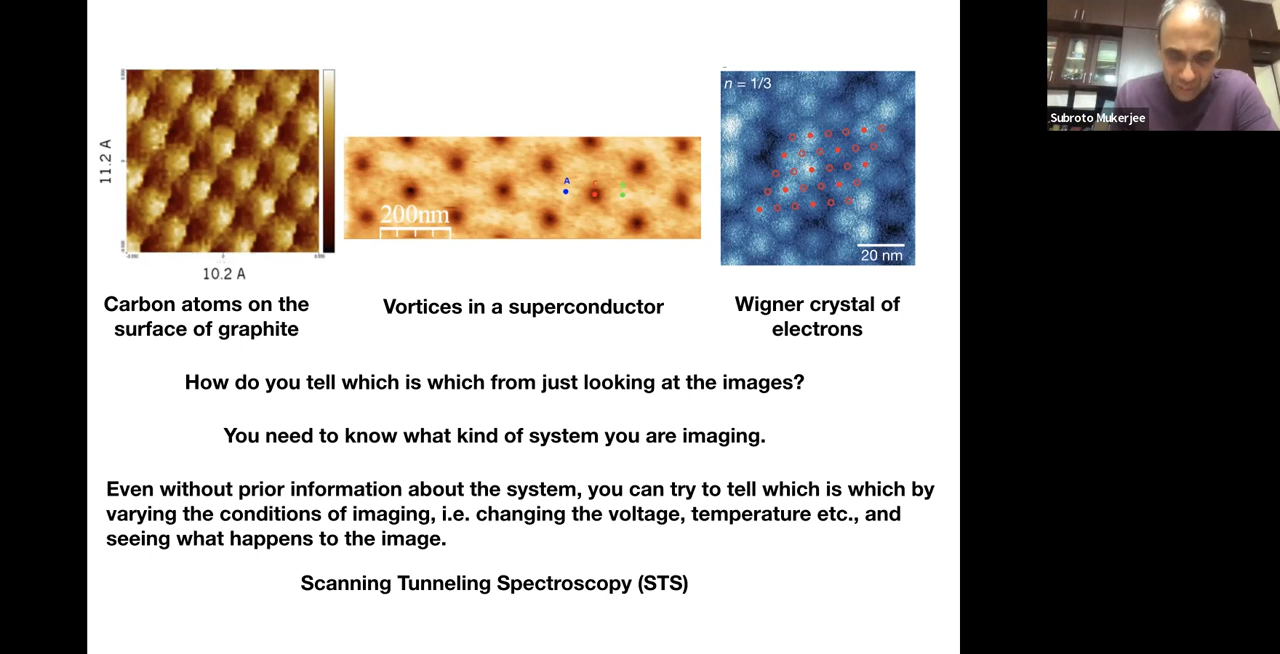 11.2 A
10.2 A
A
200nm
n = 1/3
20 nm
Subroto Mukerjee
Carbon atoms on the
surface of graphite
Vortices in a superconductor
Wigner crystal of
electrons
How do you tell which is which from just looking at the images?
You need to know what kind of system you are imaging.
Even without prior information about the system, you can try to tell which is which by
varying the conditions of imaging, i.e. changing the voltage, temperature etc., and
seeing what happens to the image.
Scanning Tunneling Spectroscopy (STS)